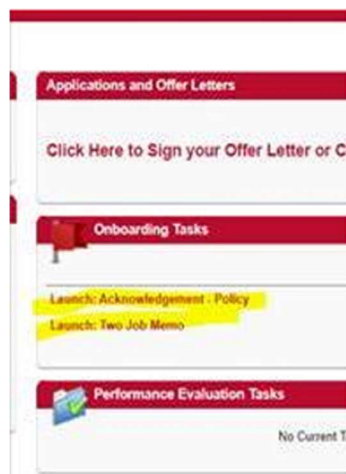 Applications and Offer Letters
Click Here to Sign your Offer Letter or C
Onboarding Tasks
Launch: Acknowledgement - Policy
Launch: Two Job Memo
Performance Evaluation Tasks
No Current T